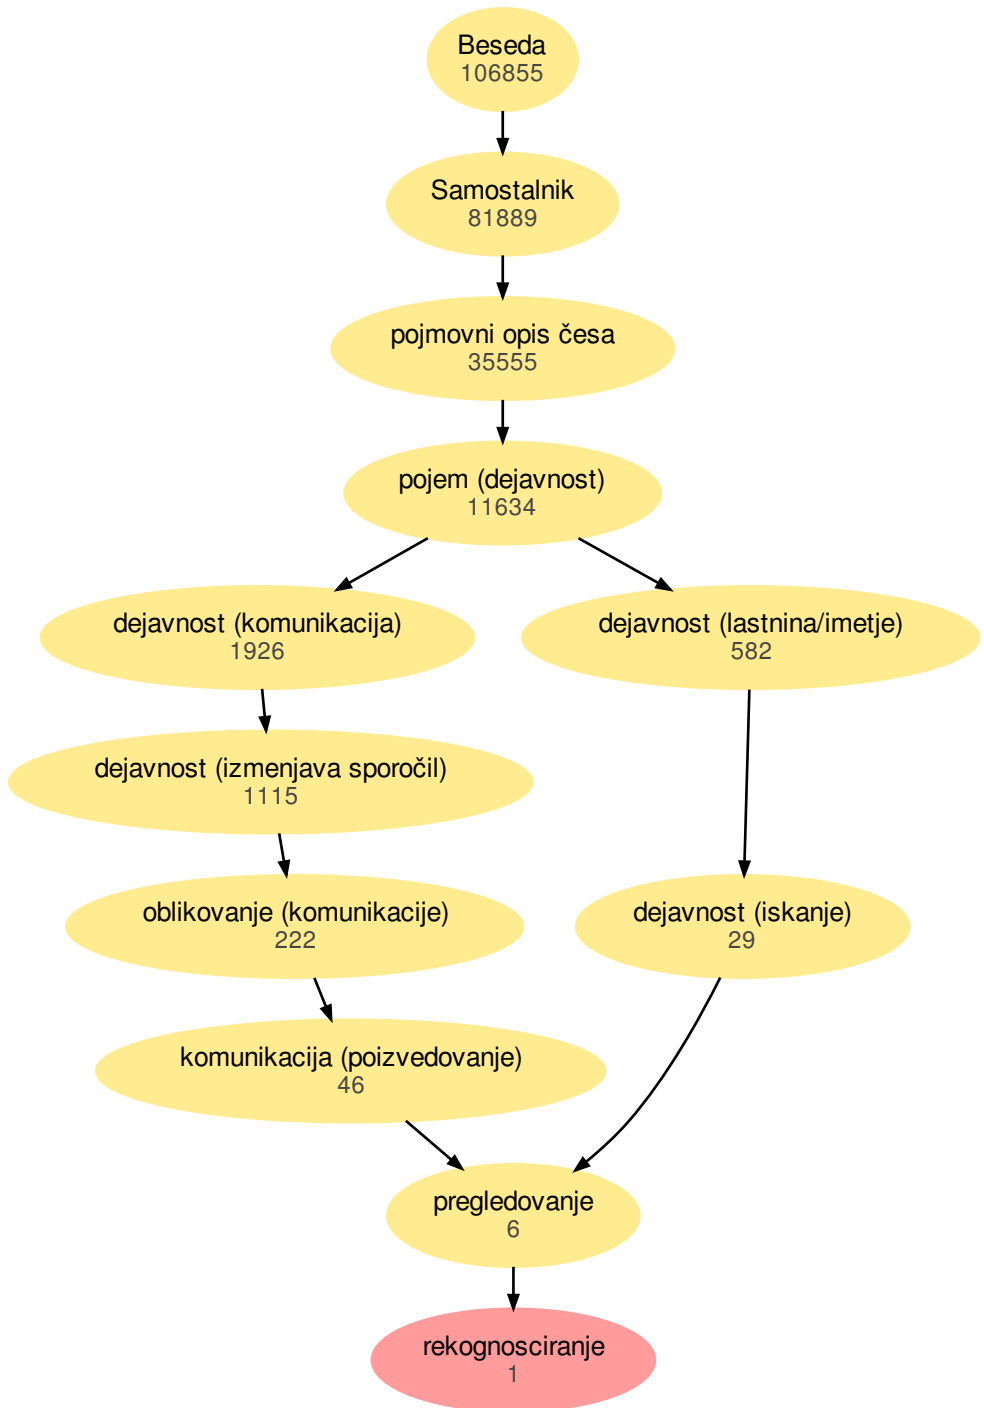 Beseda
106855
Samostalnik
81889
pojmovni opis česa
35555
pojem (dejavnost)
11634
dejavnost (komunikacija)
1926
dejavnost (lastnina/imetje)
582
dejavnost (izmenjava sporočil)
1115
oblikovanje (komunikacije)
222
dejavnost (iskanje)
29
komunikacija (poizvedovanje)
46
pregledovanje
6
rekognosciranje
1